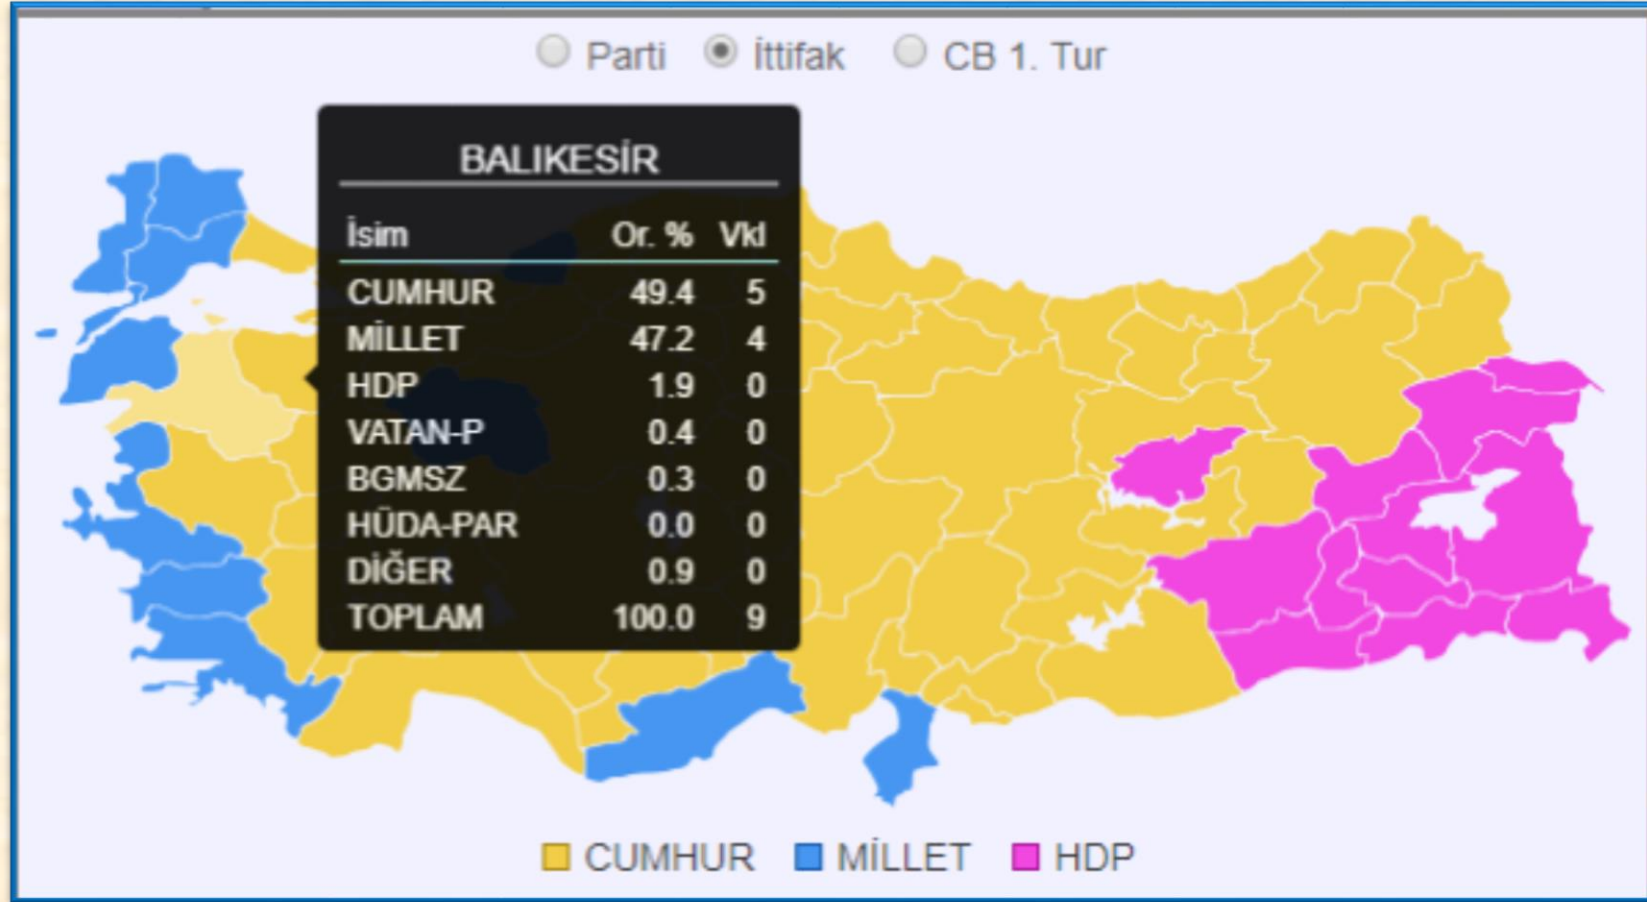 Parti İttifak CB 1. Tur
BALIKESİR
İsim Or. % Vkl
CUMHUR 49.4 5
MİLLET 47.2 4
HDP 1.9 0
VATAN-P 0.4 0
BGMSZ 0.3 0
HÜDA-PAR 0.0 0
DİĞER 0.9 0
TOPLAM 100.0 9
CUMHUR MİLLET HDP